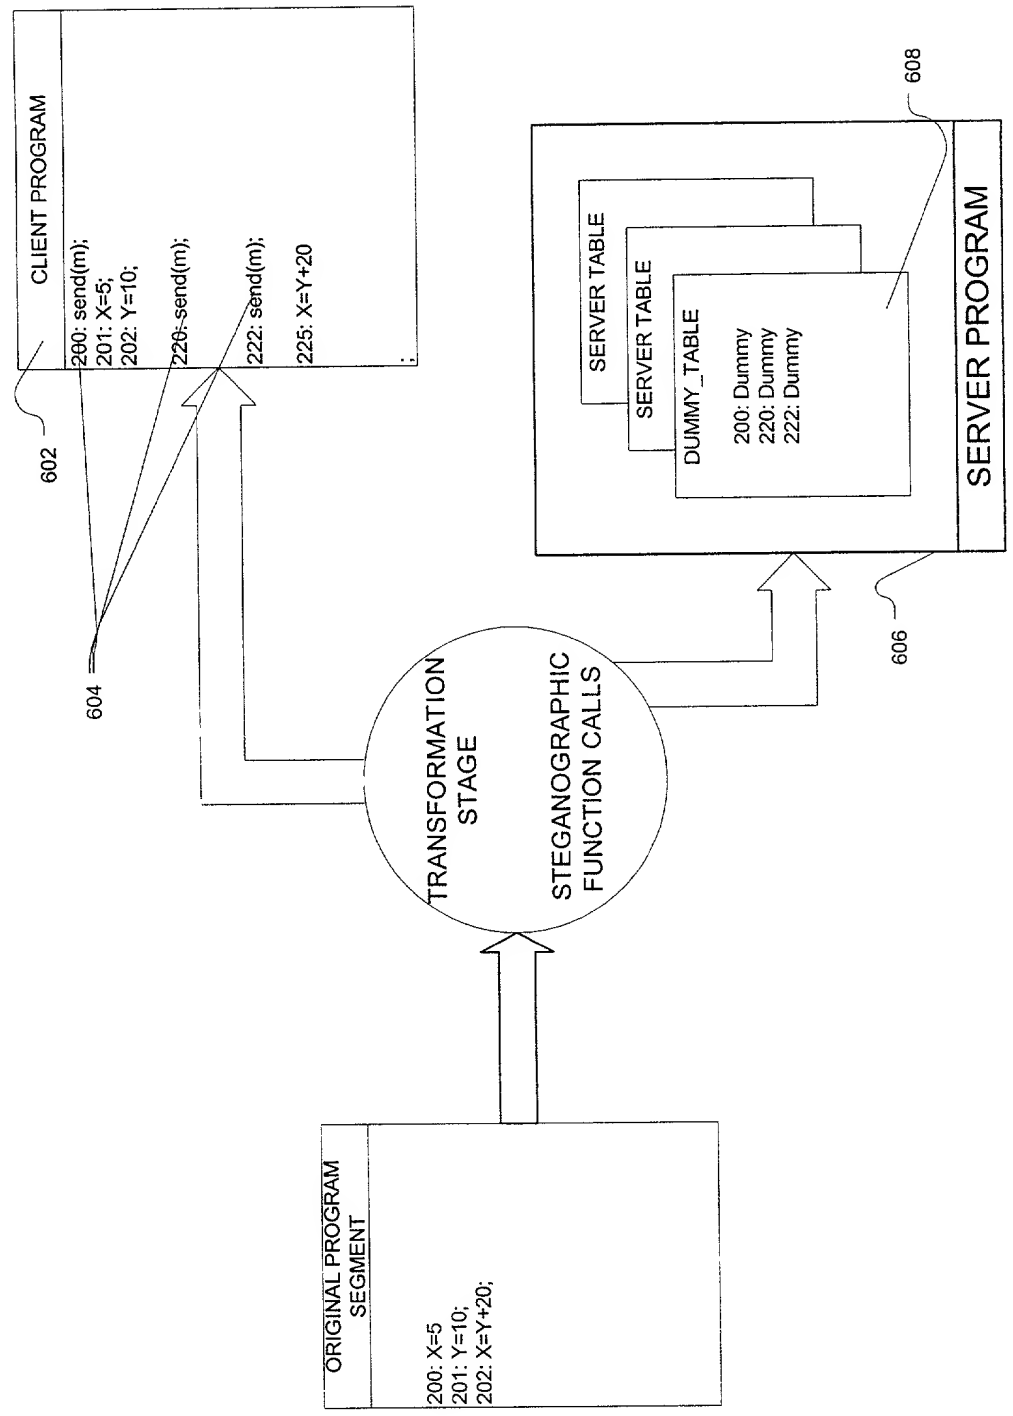 ORIGINAL PROGRAM
SEGMENT
200: X=5
201: Y=10;
202: X=Y+20;
TRANSFORMATION
STAGE
STEGANOGRAPHIC
FUNCTION CALLS
604
602
CLIENT PROGRAM
200: send(m);
201: X=5;
202: Y=10;
220: send(m);
222: send(m);
225: X=Y+20
;
606
SERVER TABLE
SERVER TABLE
DUMMY_TABLE
200: Dummy
220: Dummy
222: Dummy
SERVER PROGRAM
608